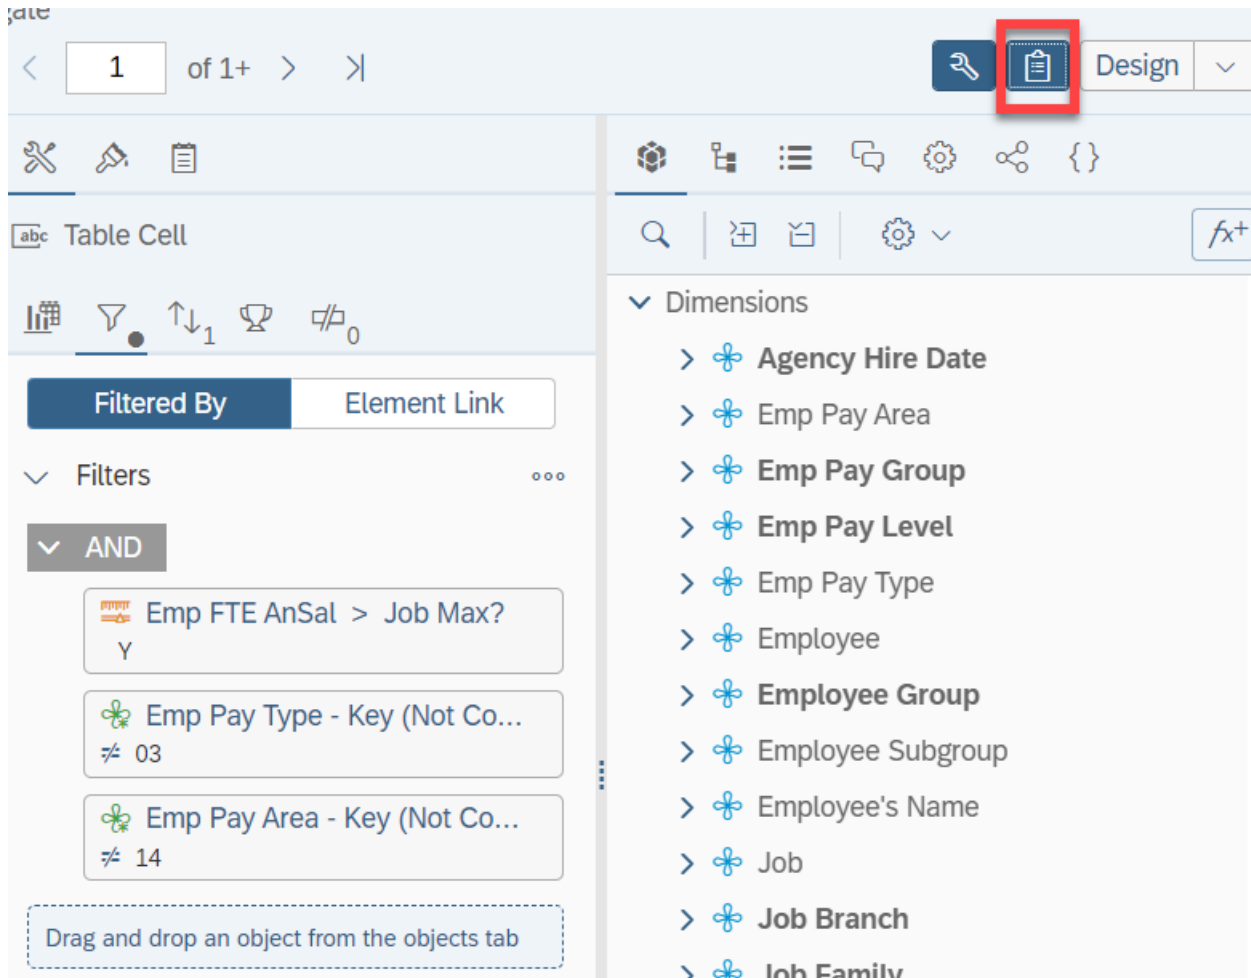 1 of 1+
Design
abc Table Cell
1
0
fx+
Filtered By
Element Link
Filters
AND
Emp FTE AnSal > Job Max?
Y
Emp Pay Type - Key (Not Co...
≠ 03
Emp Pay Area - Key (Not Co...
≠ 14
Drag and drop an object from the objects tab
Dimensions
Agency Hire Date
Emp Pay Area
Emp Pay Group
Emp Pay Level
Emp Pay Type
Employee
Employee Group
Employee Subgroup
Employee's Name
Job
Job Branch
Job Family